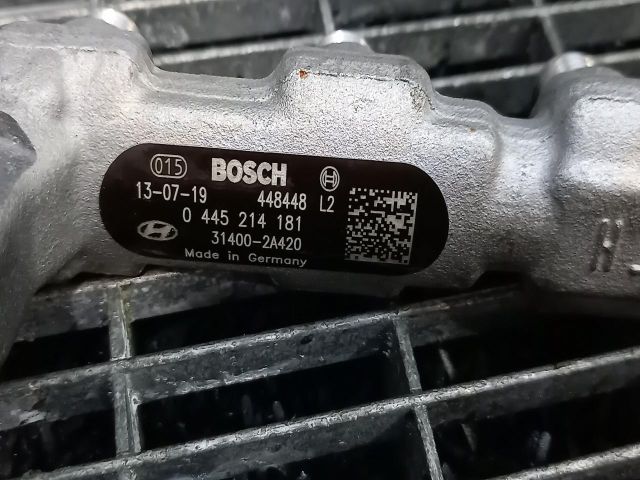 015 BOSCH
13-07-19 448448 L2
0 445 214 181
31400-2A420
Made in Germany
H